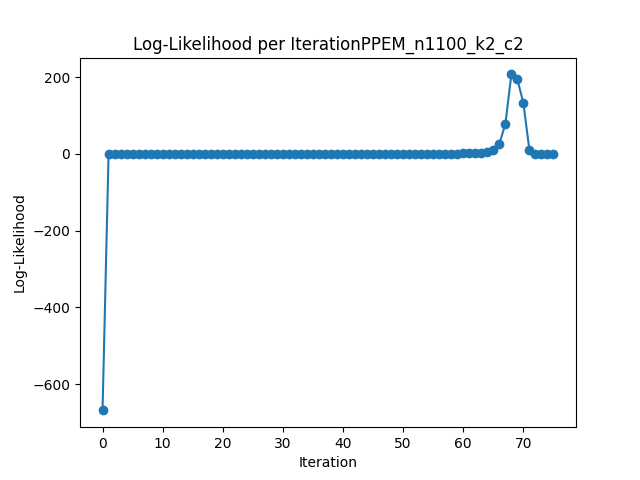 Log-Likelihood per IterationPPEM_n1100_k2_c2
200
0
−200
−400
−600
Log-Likelihood
0 10 20 30 40 50 60 70
Iteration